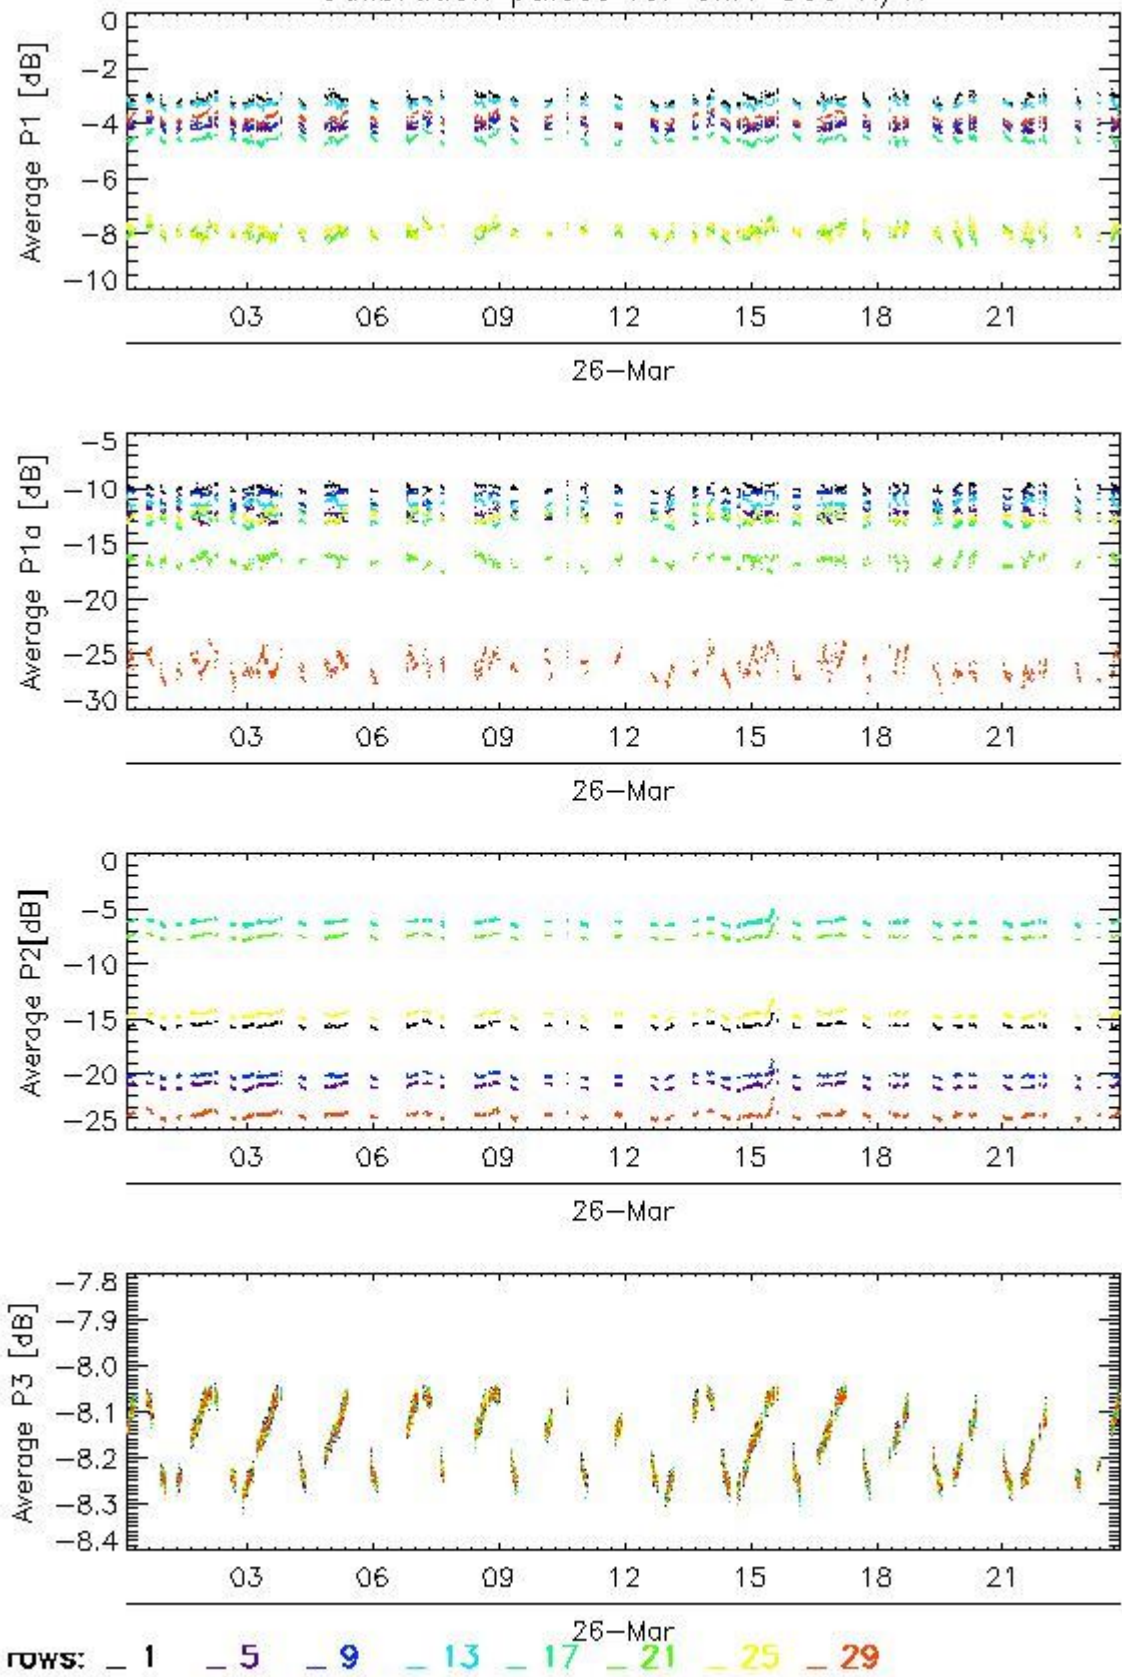 0
-2
-4
-6
-8
-10
Average P1 [dB]
03 06 09 12 15 18 21
26-Mar
-5
-10
-15
-20
-25
-30
Average P1a [dB]
03 06 09 12 15 18 21
26-Mar
0
-5
-10
-15
-20
-25
Average P2[dB]
03 06 09 12 15 18 21
26-Mar
-7.8
-7.9
-8.0
-8.1
-8.2
-8.3
-8.4
Average P3 [dB]
03 06 09 12 15 18 21
26-Mar
rows: _ 1 _ 5 _ 9 _ 13 _ 17 _ 21 _ 25 _ 29